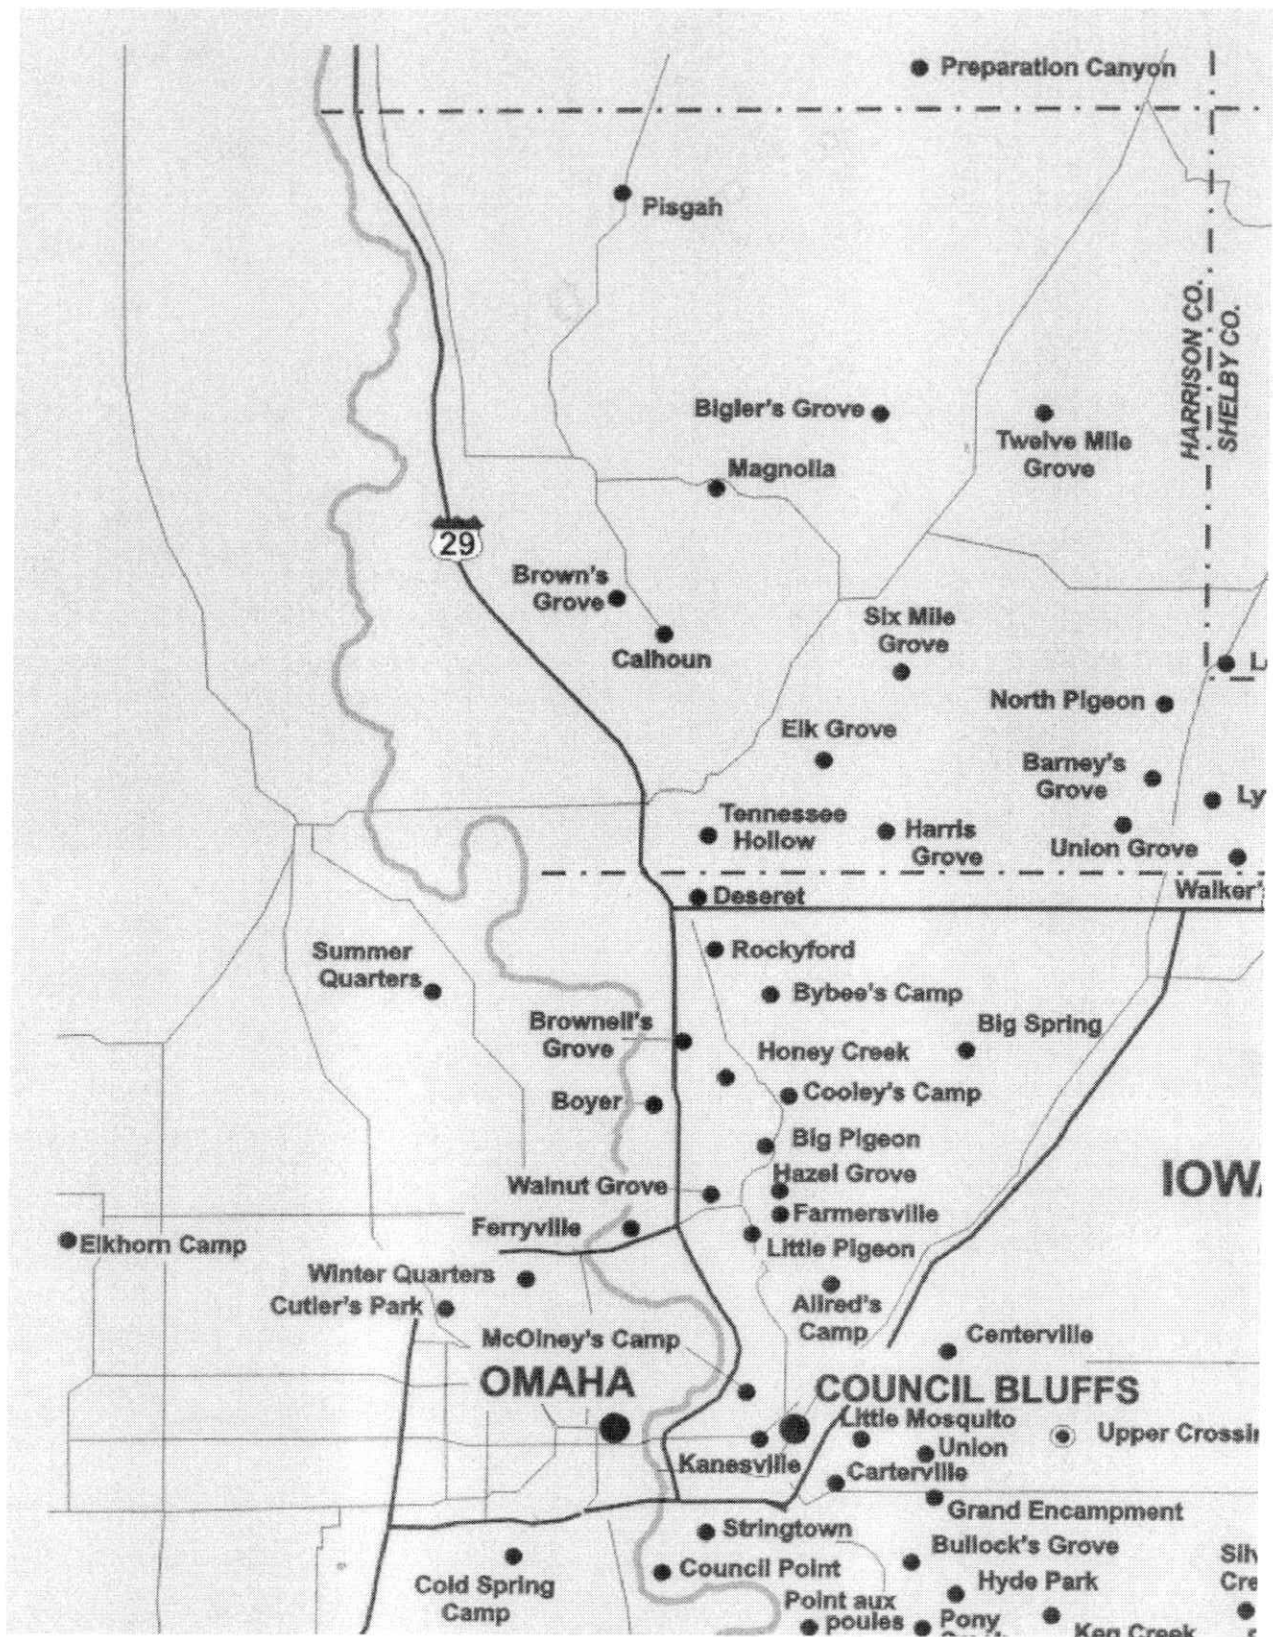 Preparation Canyon
Pisgah
HARRISON CO.
SHELBY CO.
Bigler's Grove
Twelve Mile
Grove
Magnolia
29
Brown's
Grove
Calhoun
Six Mile
Grove
North Pigeon
Elk Grove
Barney's
Grove
Tennessee
Hollow
Harris
Grove
Union Grove
Walker's
Deseret
Summer
Quarters
Rockyford
Bybee's Camp
Brownell's
Grove
Big Spring
Honey Creek
Boyer
Cooley's Camp
Big Pigeon
Hazel Grove
Walnut Grove
Farmersville
Ferryville
Little Pigeon
Elkhorn Camp
Winter Quarters
Cutler's Park
Allred's
Camp
McOlney's Camp
Centerville
OMAHA
COUNCIL BLUFFS
Little Mosquito
Upper
Union
Kanesville
Carterville
Grand Encampment
Stringtown
Bullock's Grove
Council Point
Hyde Park
Cold Spring
Camp
Point aux
poules
Pony
Keg Creek